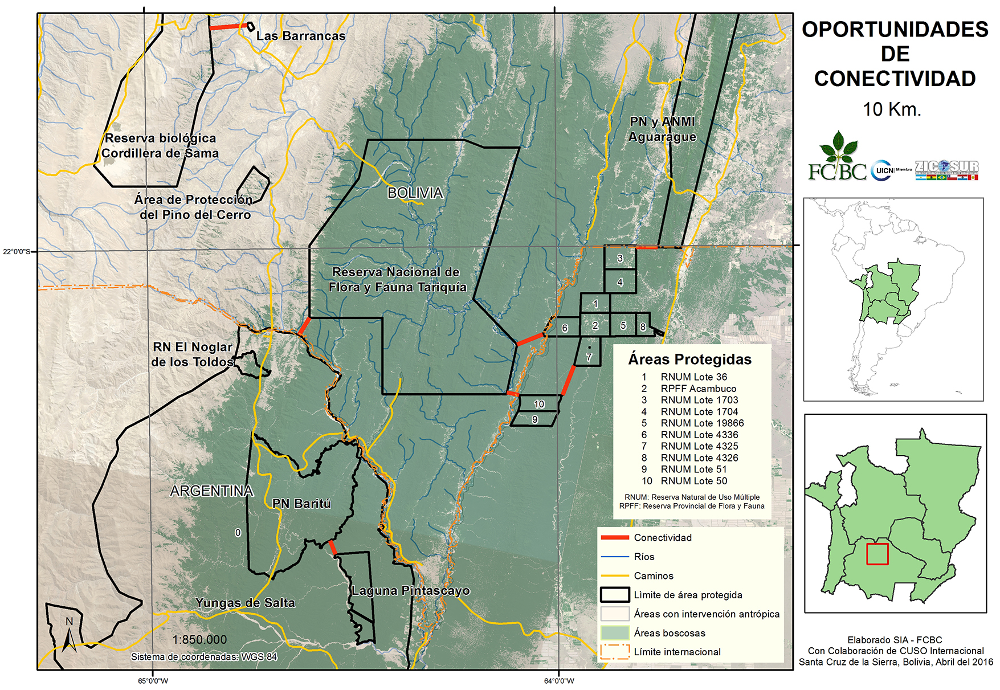 OPORTUNIDADES
DE
CONECTIVIDAD
10 Km.
FCBC
UICN
Miembro
ZICOSUR
Las Barrancas
Reserva biológica
Cordillera de Sama
PN y ANMI
Aguarague
BOLIVIA
Área de Protección
del Pino del Cerro
22°0'0"S
Reserva Nacional de
Flora y Fauna Tariquía
3
4
1
6
2
5
8
7
10
9
RN El Noglar
de los Toldos
ARGENTINA
PN Baritú
0
Laguna Pintascayo
Yungas de Salta
N
1:850.000
Sistema de coordenadas: WGS 84
65°0'0"W
64°0'0"W
Áreas Protegidas
1 RNUM Lote 36
2 RPFF Acambuco
3 RNUM Lote 1703
4 RNUM Lote 1704
5 RNUM Lote 19866
6 RNUM Lote 4336
7 RNUM Lote 4325
8 RNUM Lote 4326
9 RNUM Lote 51
10 RNUM Lote 50
RNUM: Reserva Natural de Uso Múltiple
RPFF: Reserva Provincial de Flora y Fauna
Conectividad
Ríos
Caminos
Lìmite de área protegida
Áreas con intervención antrópica
Áreas boscosas
Límite internacional
Elaborado SIA - FCBC
Con Colaboración de CUSO Internacional
Santa Cruz de la Sierra, Bolivia, Abril del 2016